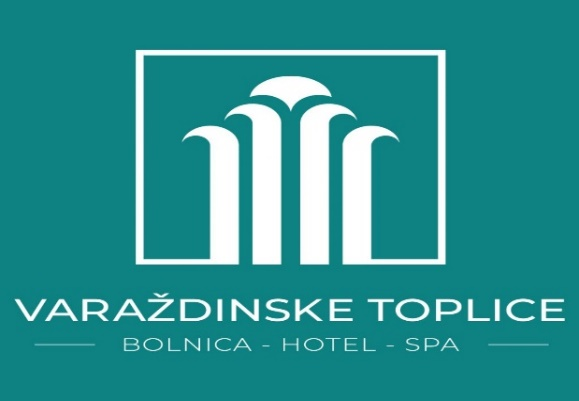 VARAŽDINSKE TOPLICE
BOLNICA - HOTEL - SPA